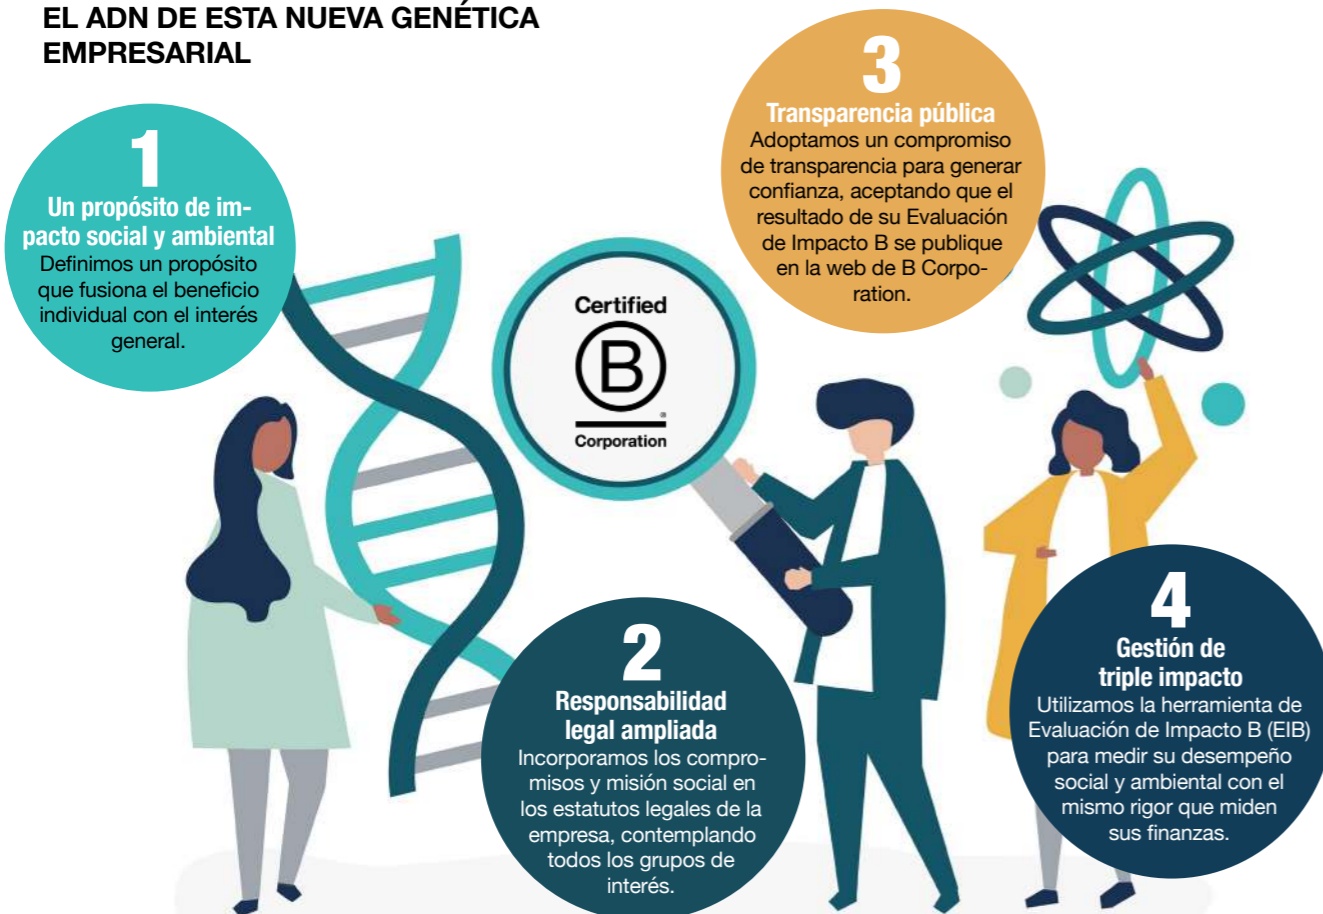 EL ADN DE ESTA NUEVA GENÉTICA
EMPRESARIAL
1
Un propósito de im-
pacto social y ambiental
Definimos un propósito
que fusiona el beneficio
individual con el interés
general.
Certified
B
®
Corporation
2
Responsabilidad
legal ampliada
Incorporamos los compro-
misos y misión social en
los estatutos legales de la
empresa, contemplando
todos los grupos de
interés.
3
Transparencia pública
Adoptamos un compromiso
de transparencia para generar
confianza, aceptando que el
resultado de su Evaluación
de Impacto B se publique
en la web de B Corpo-
ration.
4
Gestión de
triple impacto
Utilizamos la herramienta de
Evaluación de Impacto B (EIB)
para medir su desempeño
social y ambiental con el
mismo rigor que miden
sus finanzas.